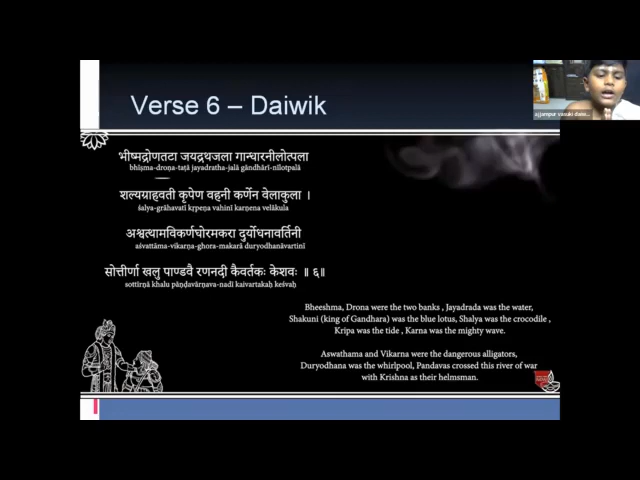 Verse 6 – Daiwik
भीष्मद्रोणतटा जयद्रथजला गान्धारनीलोत्पला
bhīṣma-droṇa-taṭā jayadratha-jalā gāndhārī-nīlotpalā
शल्यग्राहवती कृपेण वहनी कर्णेन वेलाकुला ।
śalya-grāhavatī kṛpeṇa vahinī karṇena velākula
अश्वत्थामविकर्णघोरमकरा दुर्योधनावर्तिनी
aśvattāma-vikarṇa-ghora-makarā duryodhanāvartinī
सोत्तीर्णा खलु पाण्डवै रणनदी कैवर्तकः केशवः ॥ ६॥
sottīrṇā khalu pāṇḍavārṇava-nadī kaivartakaḥ keśvaḥ
Bheeshma, Drona were the two banks , Jayadrada was the water,
Shakuni (king of Gandhara) was the blue lotus, Shalya was the crocodile ,
Kripa was the tide , Karna was the mighty wave.
Aswathama and Vikarna were the dangerous alligators,
Duryodhana was the whirlpool, Pandavas crossed this river of war
with Krishna as their helmsman.